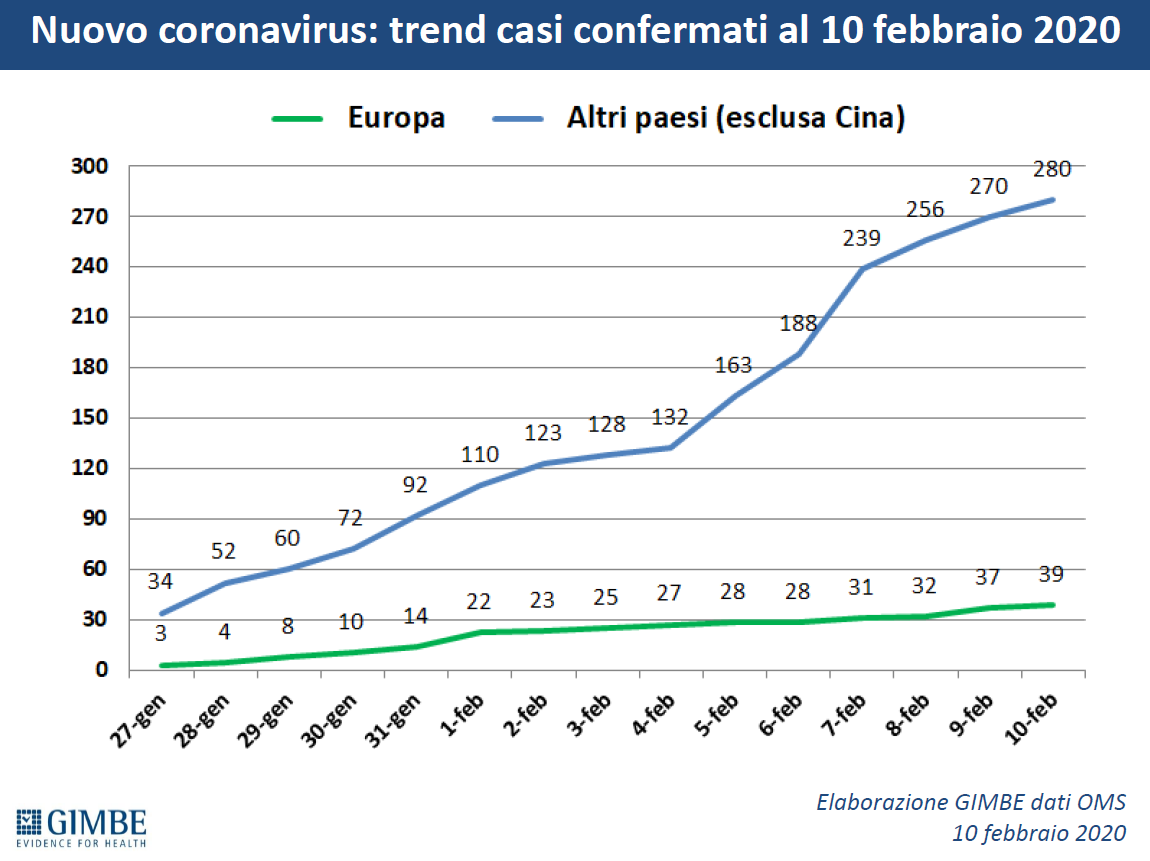 Nuovo coronavirus: trend casi confermati al 10 febbraio 2020
Europa
Altri paesi (esclusa Cina)
300
270
240
210
180
150
120
90
60
30
0
34
52
60
72
92
110
123
128
132
163
188
239
256
270
280
3
4
8
10
14
22
23
25
27
28
28
31
32
37
39
27-gen
28-gen
29-gen
30-gen
31-gen
1-feb
2-feb
3-feb
4-feb
5-feb
6-feb
7-feb
8-feb
9-feb
10-feb
GIMBE
EVIDENCE FOR HEALTH
Elaborazione GIMBE dati OMS
10 febbraio 2020